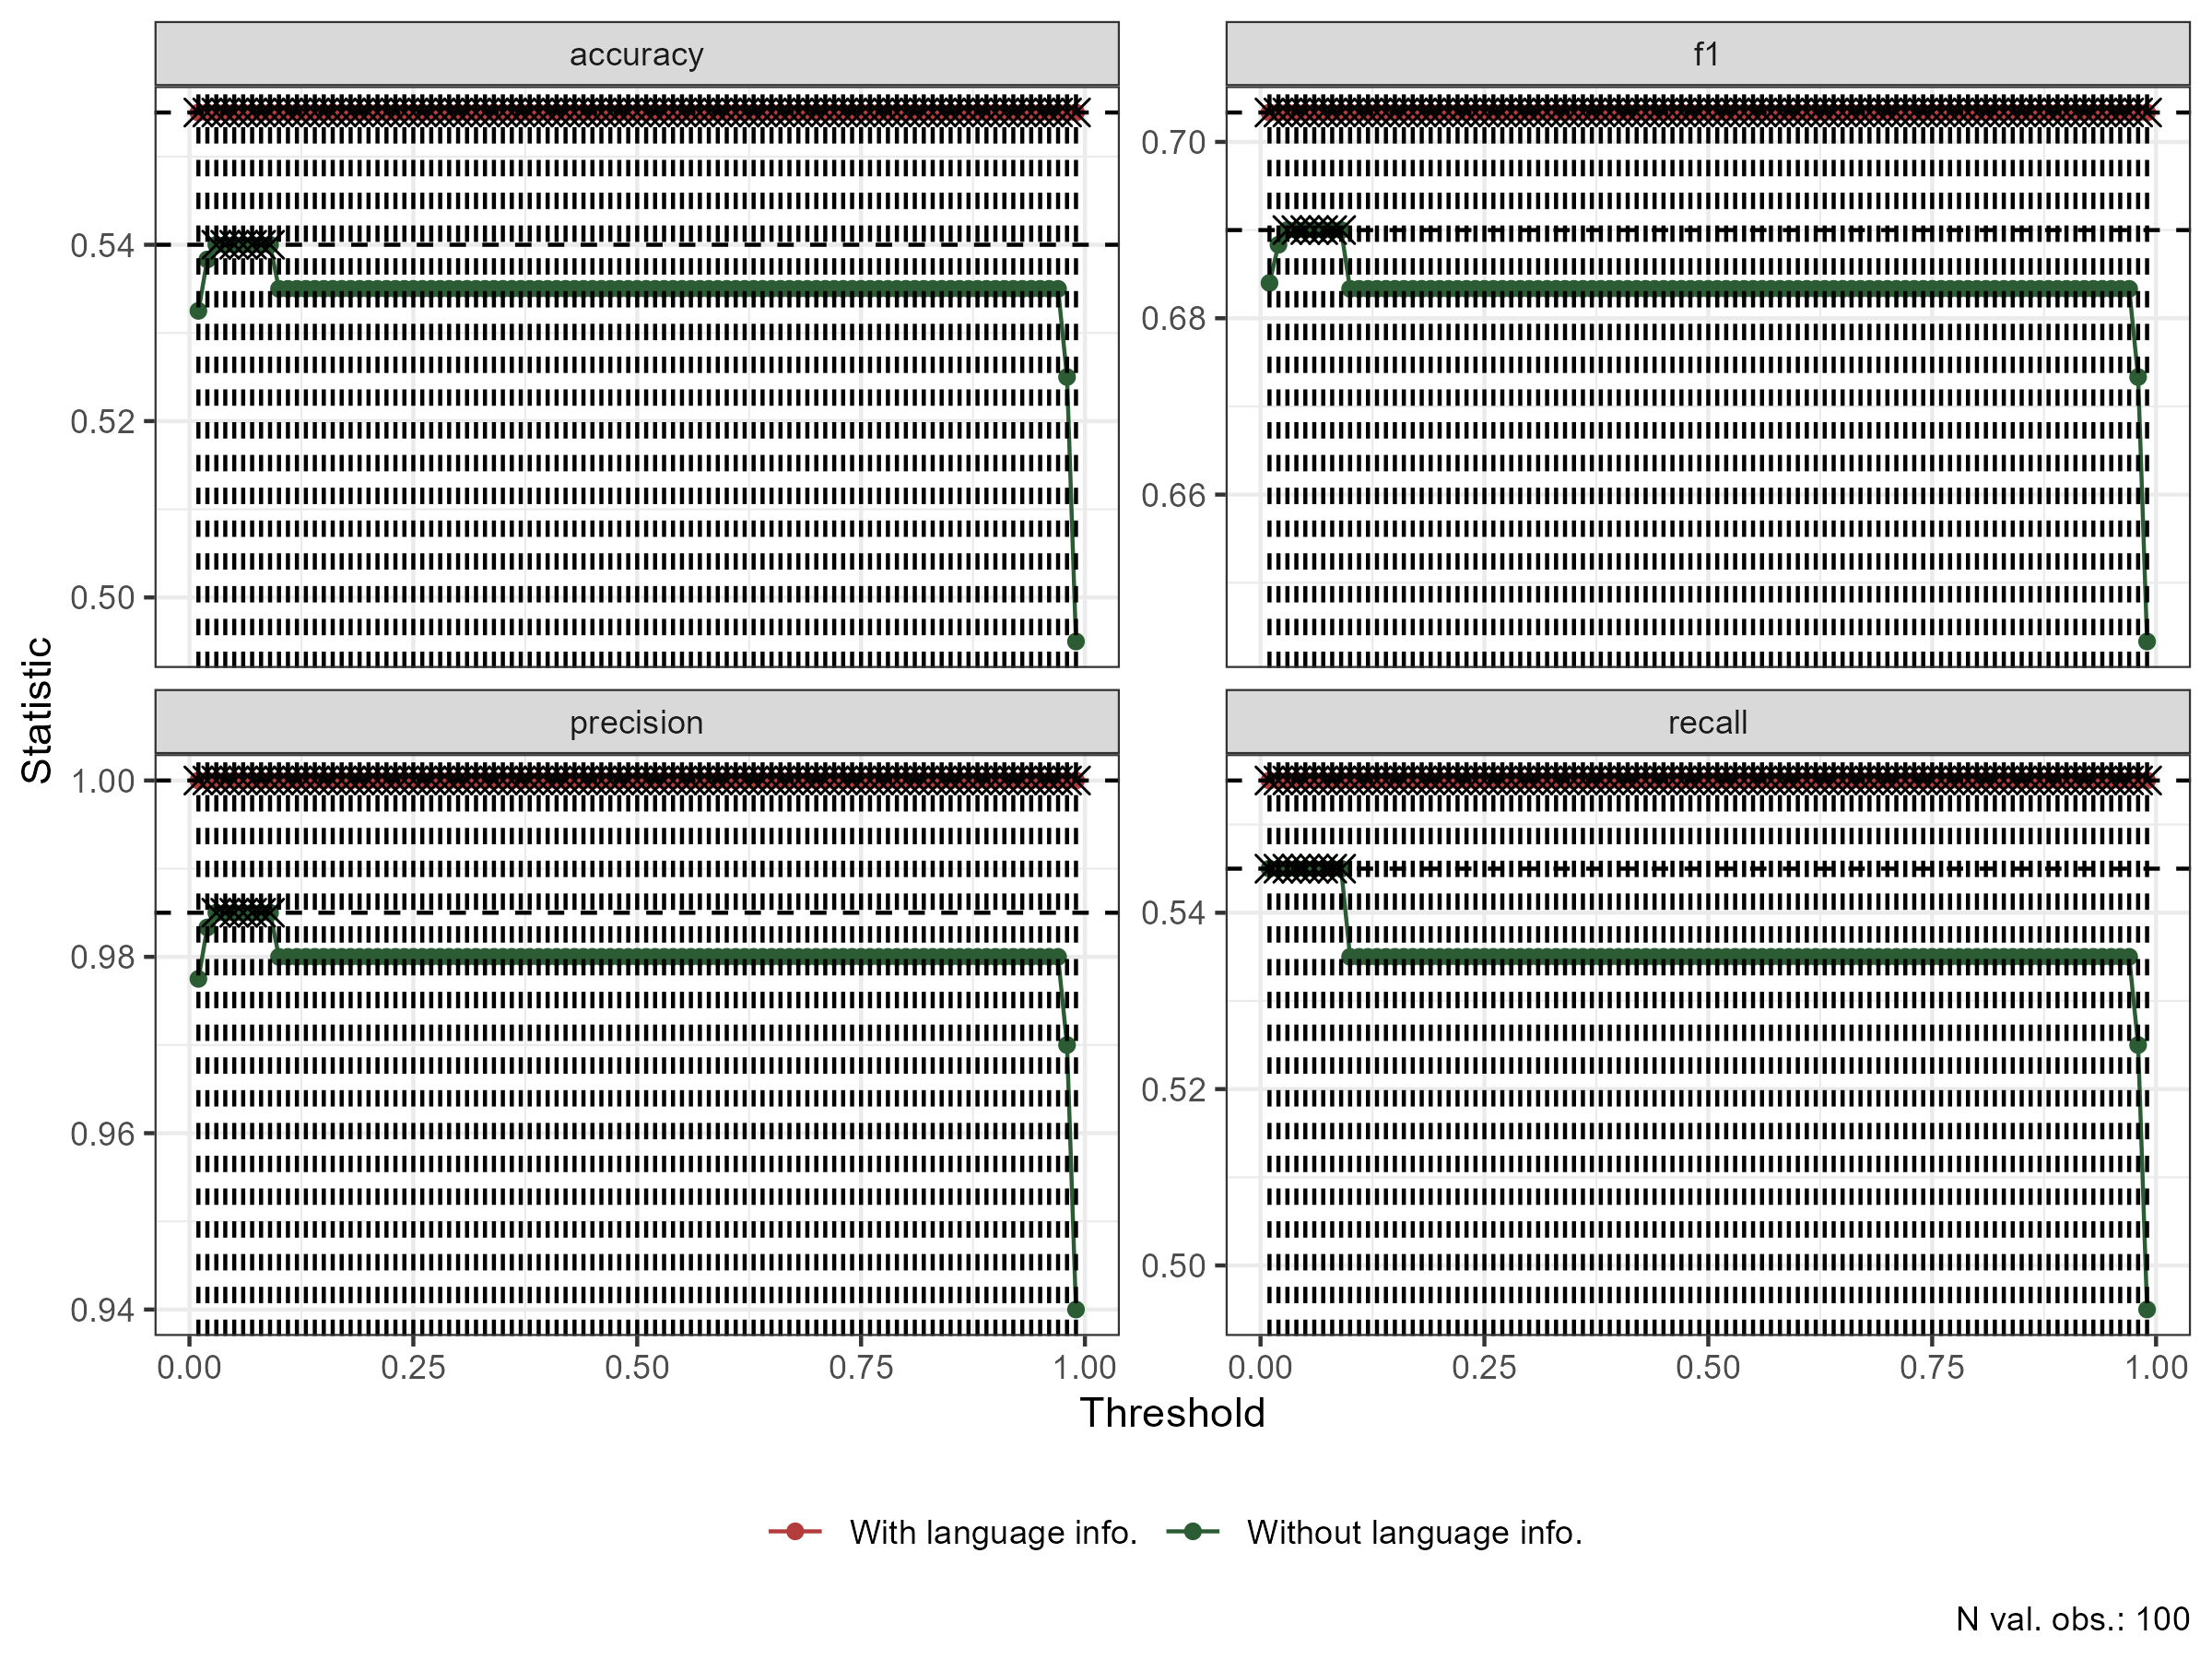 accuracy
f1
0.54
0.52
0.50
0.70
0.68
0.66
Statistic
precision
recall
1.00
0.98
0.96
0.94
0.54
0.52
0.50
0.00 0.25 0.50 0.75 1.00
0.00 0.25 0.50 0.75 1.00
Threshold
With language info. Without language info.
N val. obs.: 100